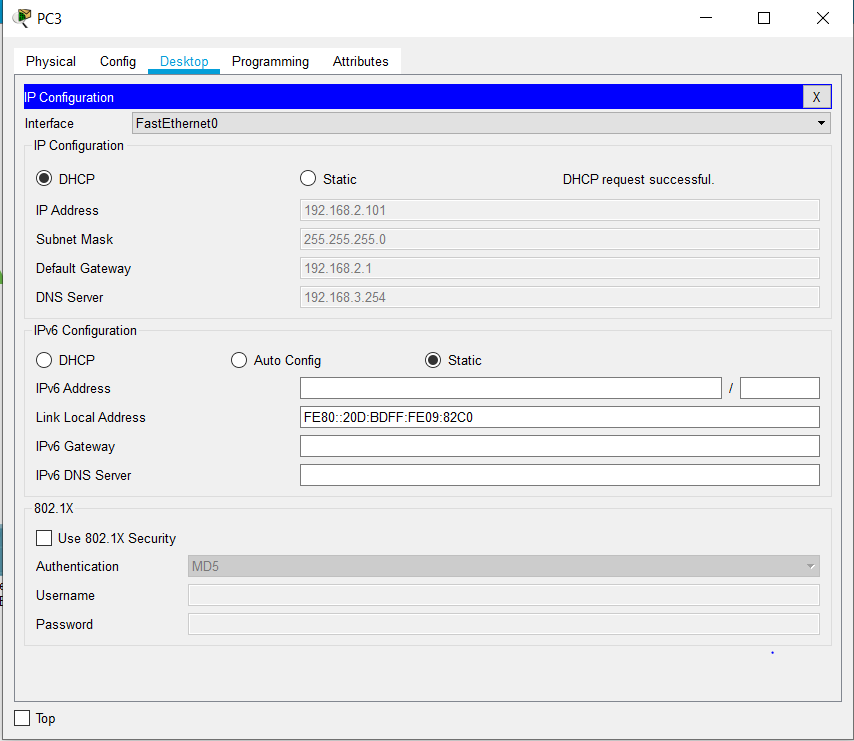 PC3
Physical Config Desktop Programming Attributes
IP Configuration X
Interface FastEthernet0
IP Configuration
DHCP Static DHCP request successful.
IP Address 192.168.2.101
Subnet Mask 255.255.255.0
Default Gateway 192.168.2.1
DNS Server 192.168.3.254
IPv6 Configuration
DHCP Auto Config Static
IPv6 Address /
Link Local Address FE80::20D:BDFF:FE09:82C0
IPv6 Gateway
IPv6 DNS Server
802.1X
Use 802.1X Security
Authentication MD5
Username
Password
Top